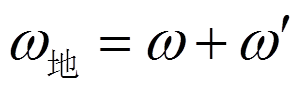 ω地 = ω + ω′